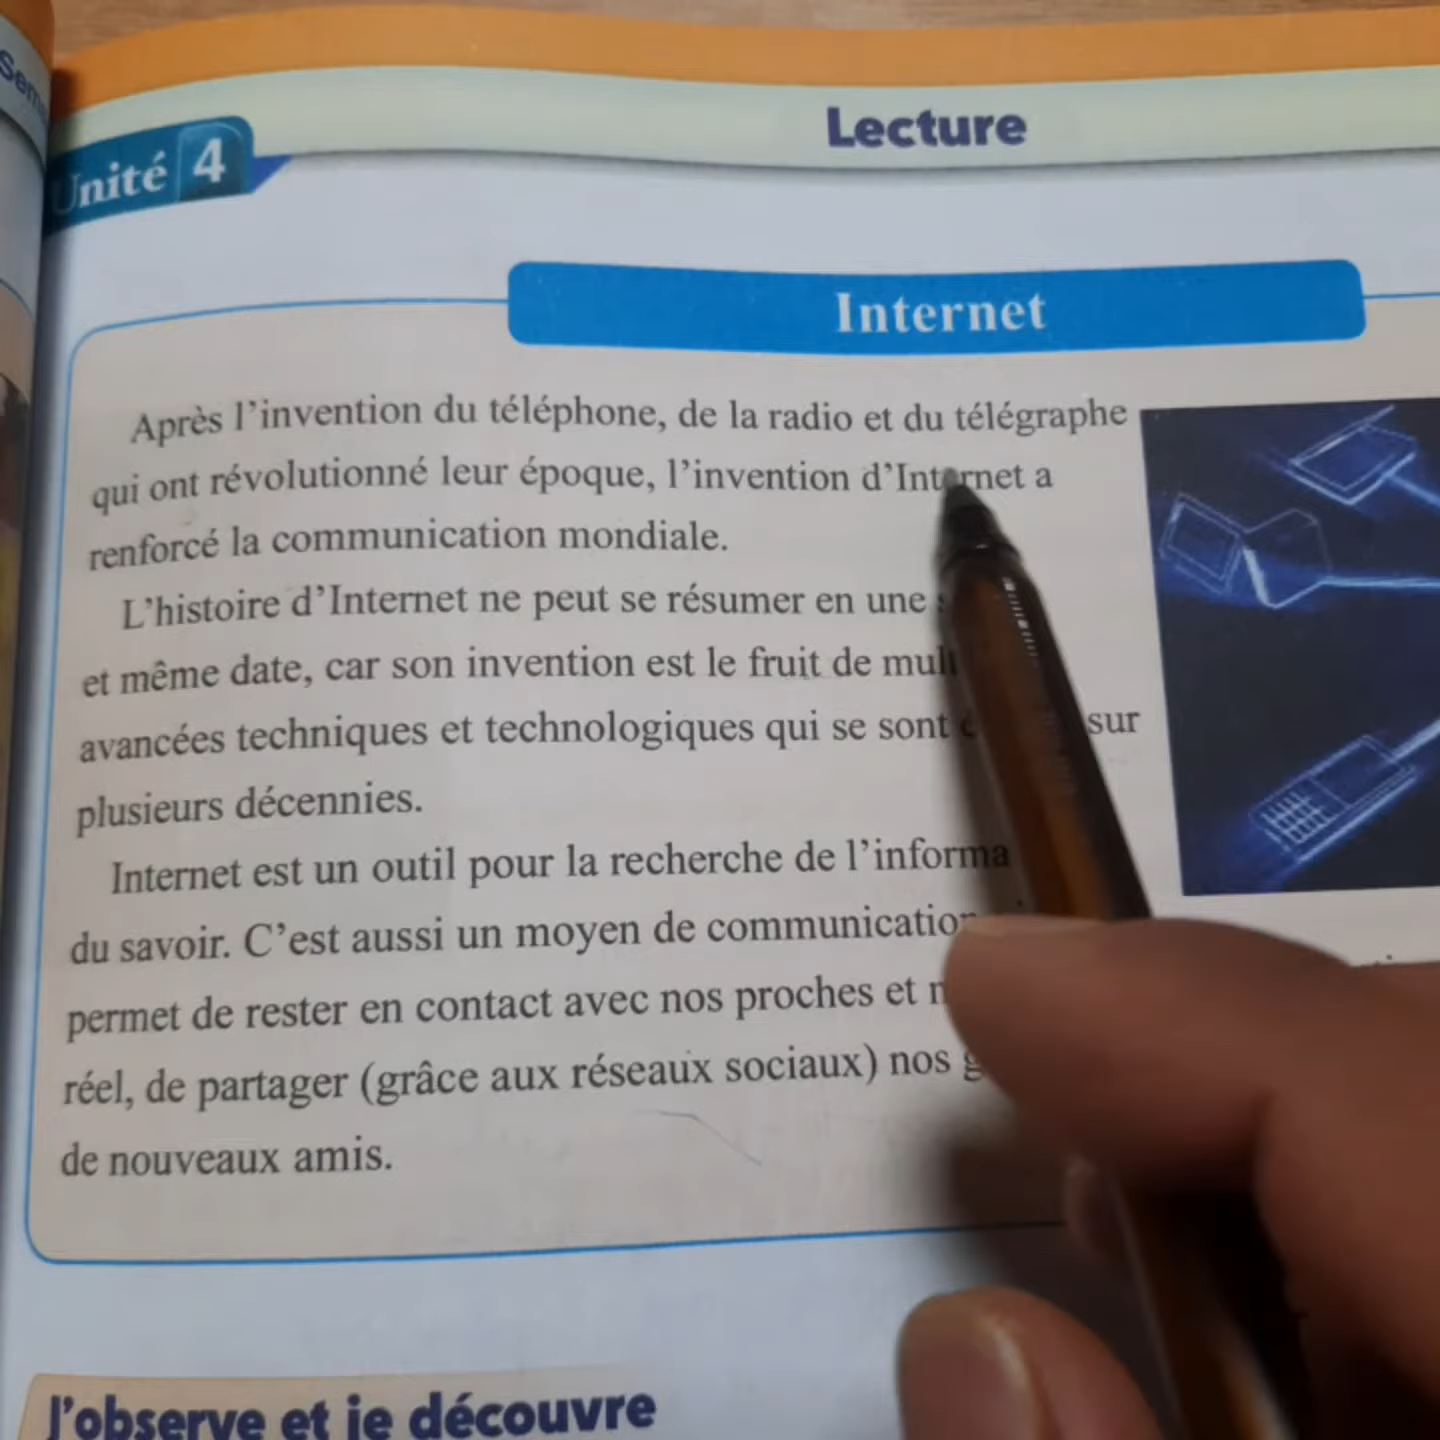 Lecture
Unité 4
Internet
Après l'invention du téléphone, de la radio et du télégraphe
qui ont révolutionné leur époque, l'invention d'Internet a
renforcé la communication mondiale.
L'histoire d'Internet ne peut se résumer en une
et même date, car son invention est le fruit de
avancées techniques et technologiques qui se sont sur
plusieurs décennies.
Internet est un outil pour la recherche de
du savoir. C'est aussi un moyen de
permet de rester en contact avec nos proches et
réel, de partager (grâce aux réseaux sociaux) nos
de nouveaux amis.
J'observe et je découvre